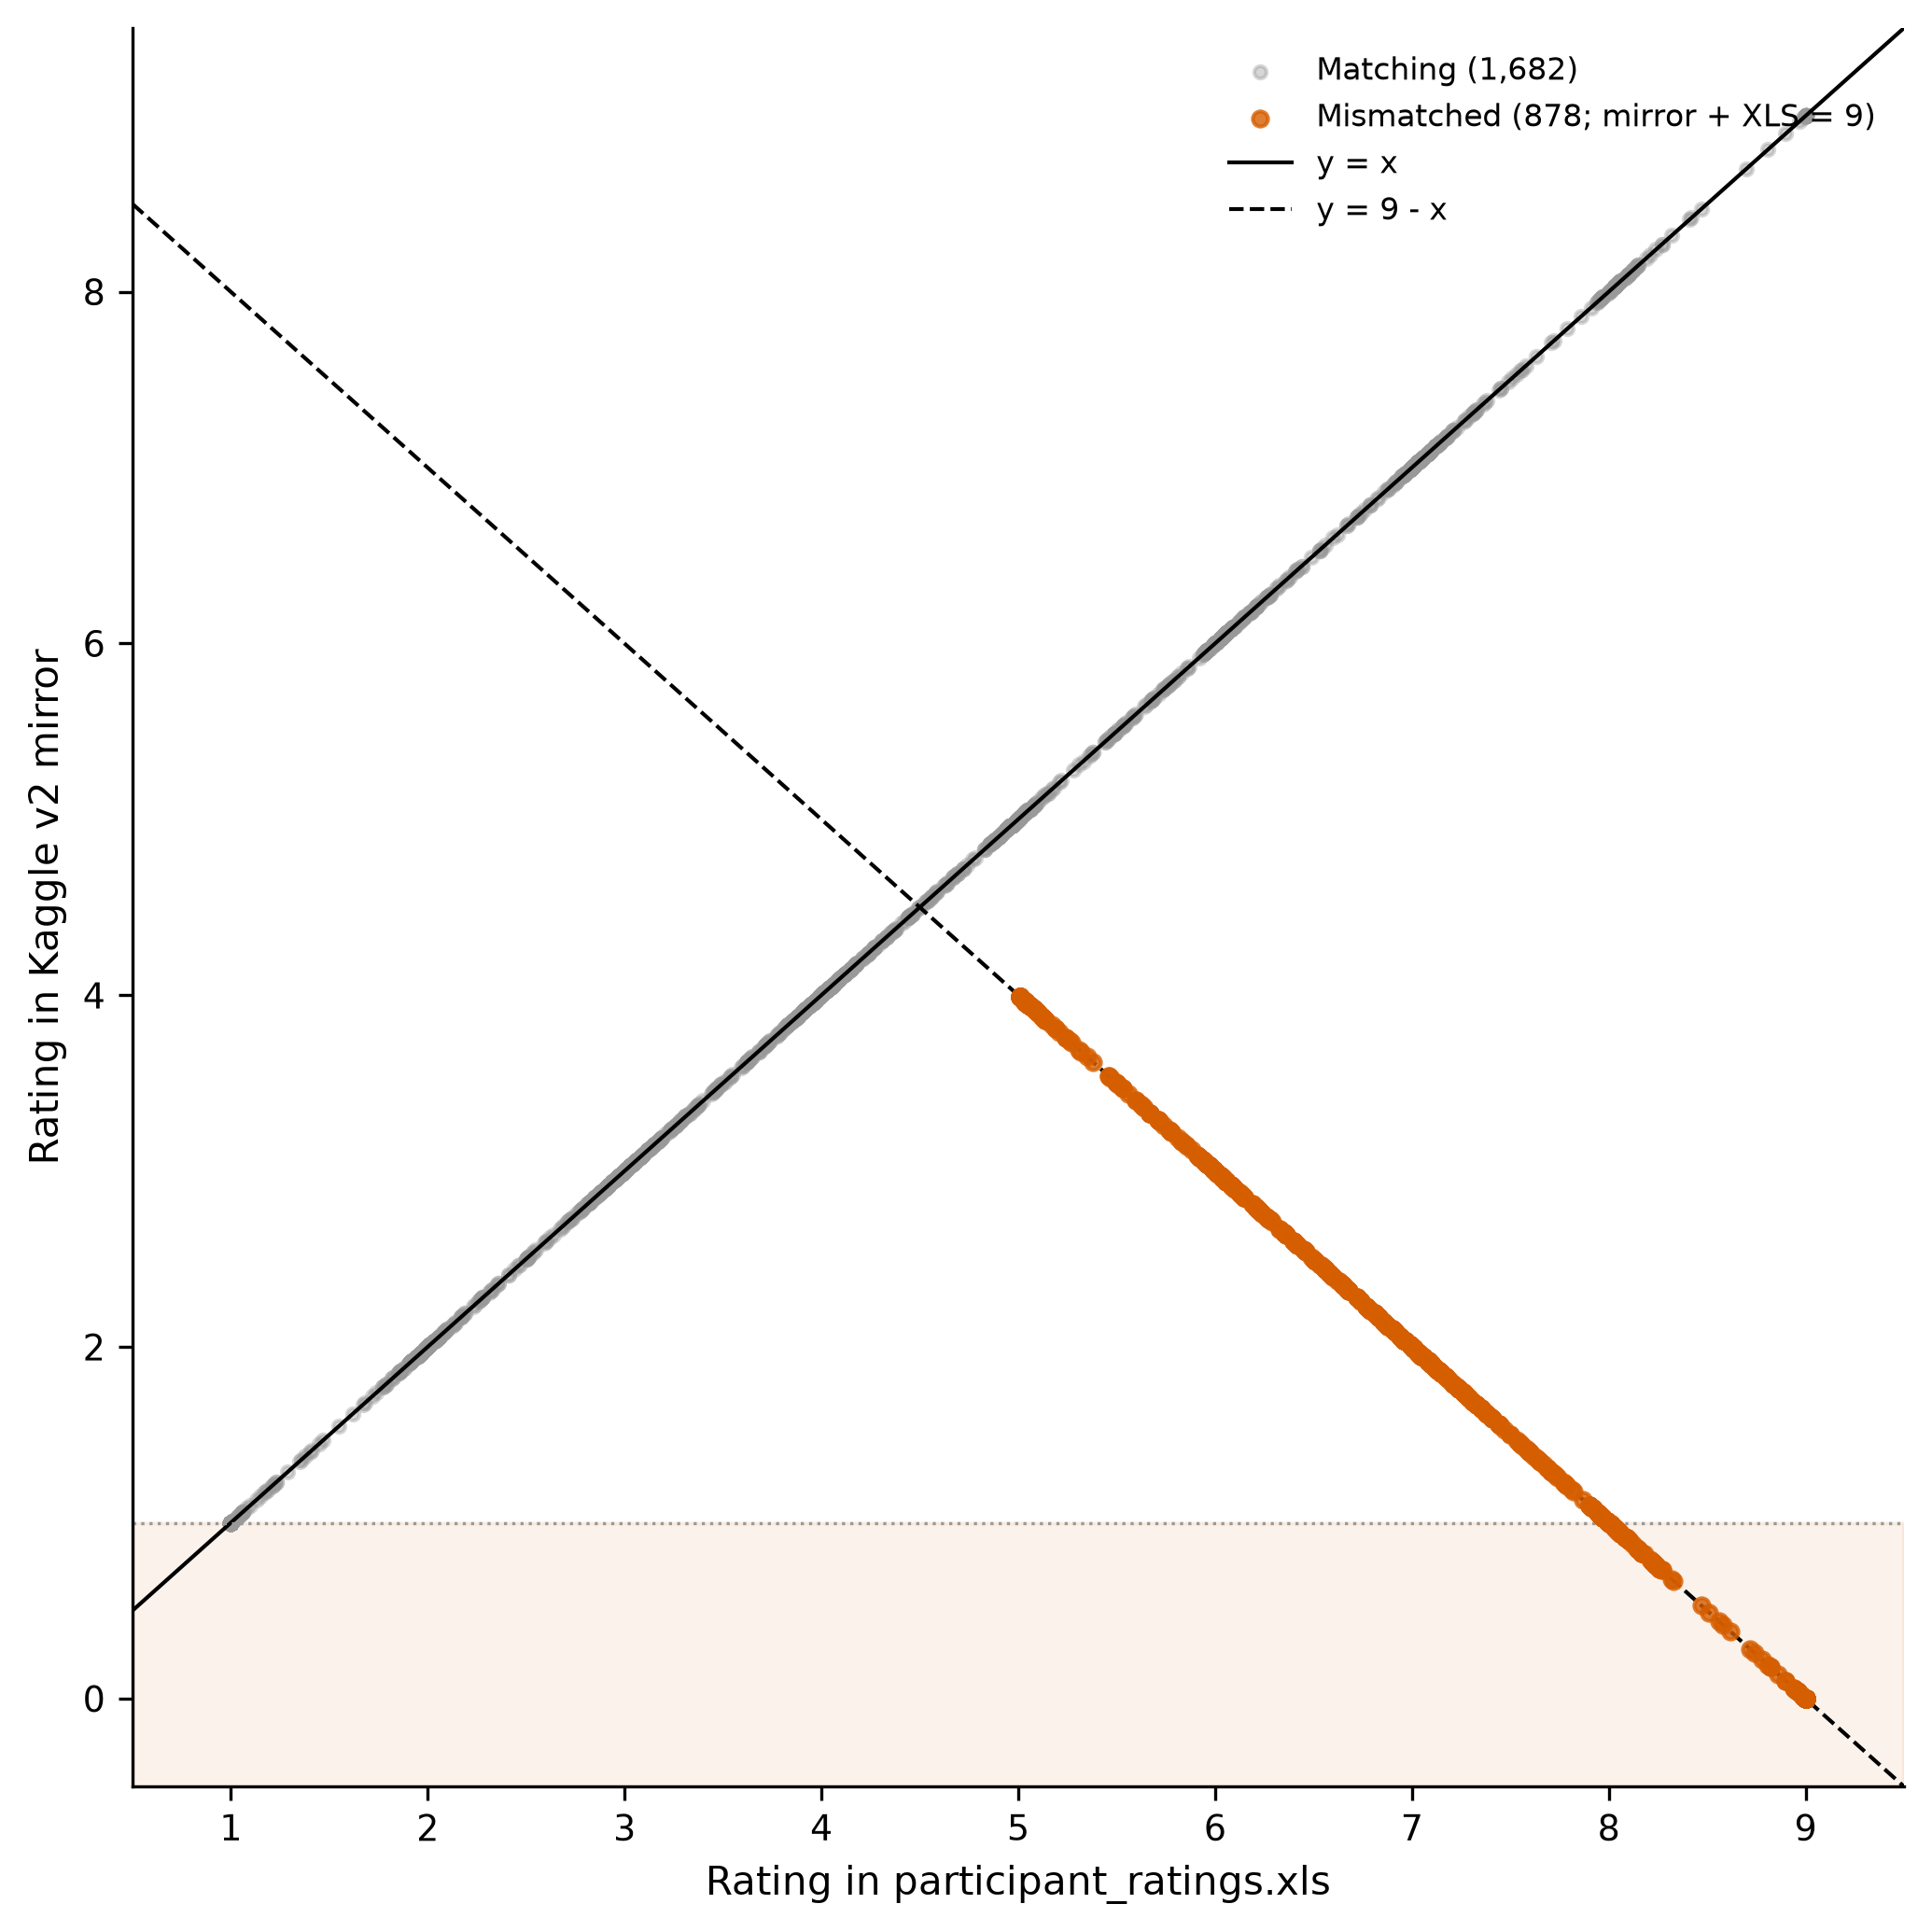 Matching (1,682)
Mismatched (878; mirror + XLS = 9)
y = x
y = 9 - x
8
6
4
2
0
Rating in Kaggle v2 mirror
1 2 3 4 5 6 7 8 9
Rating in participant_ratings.xls